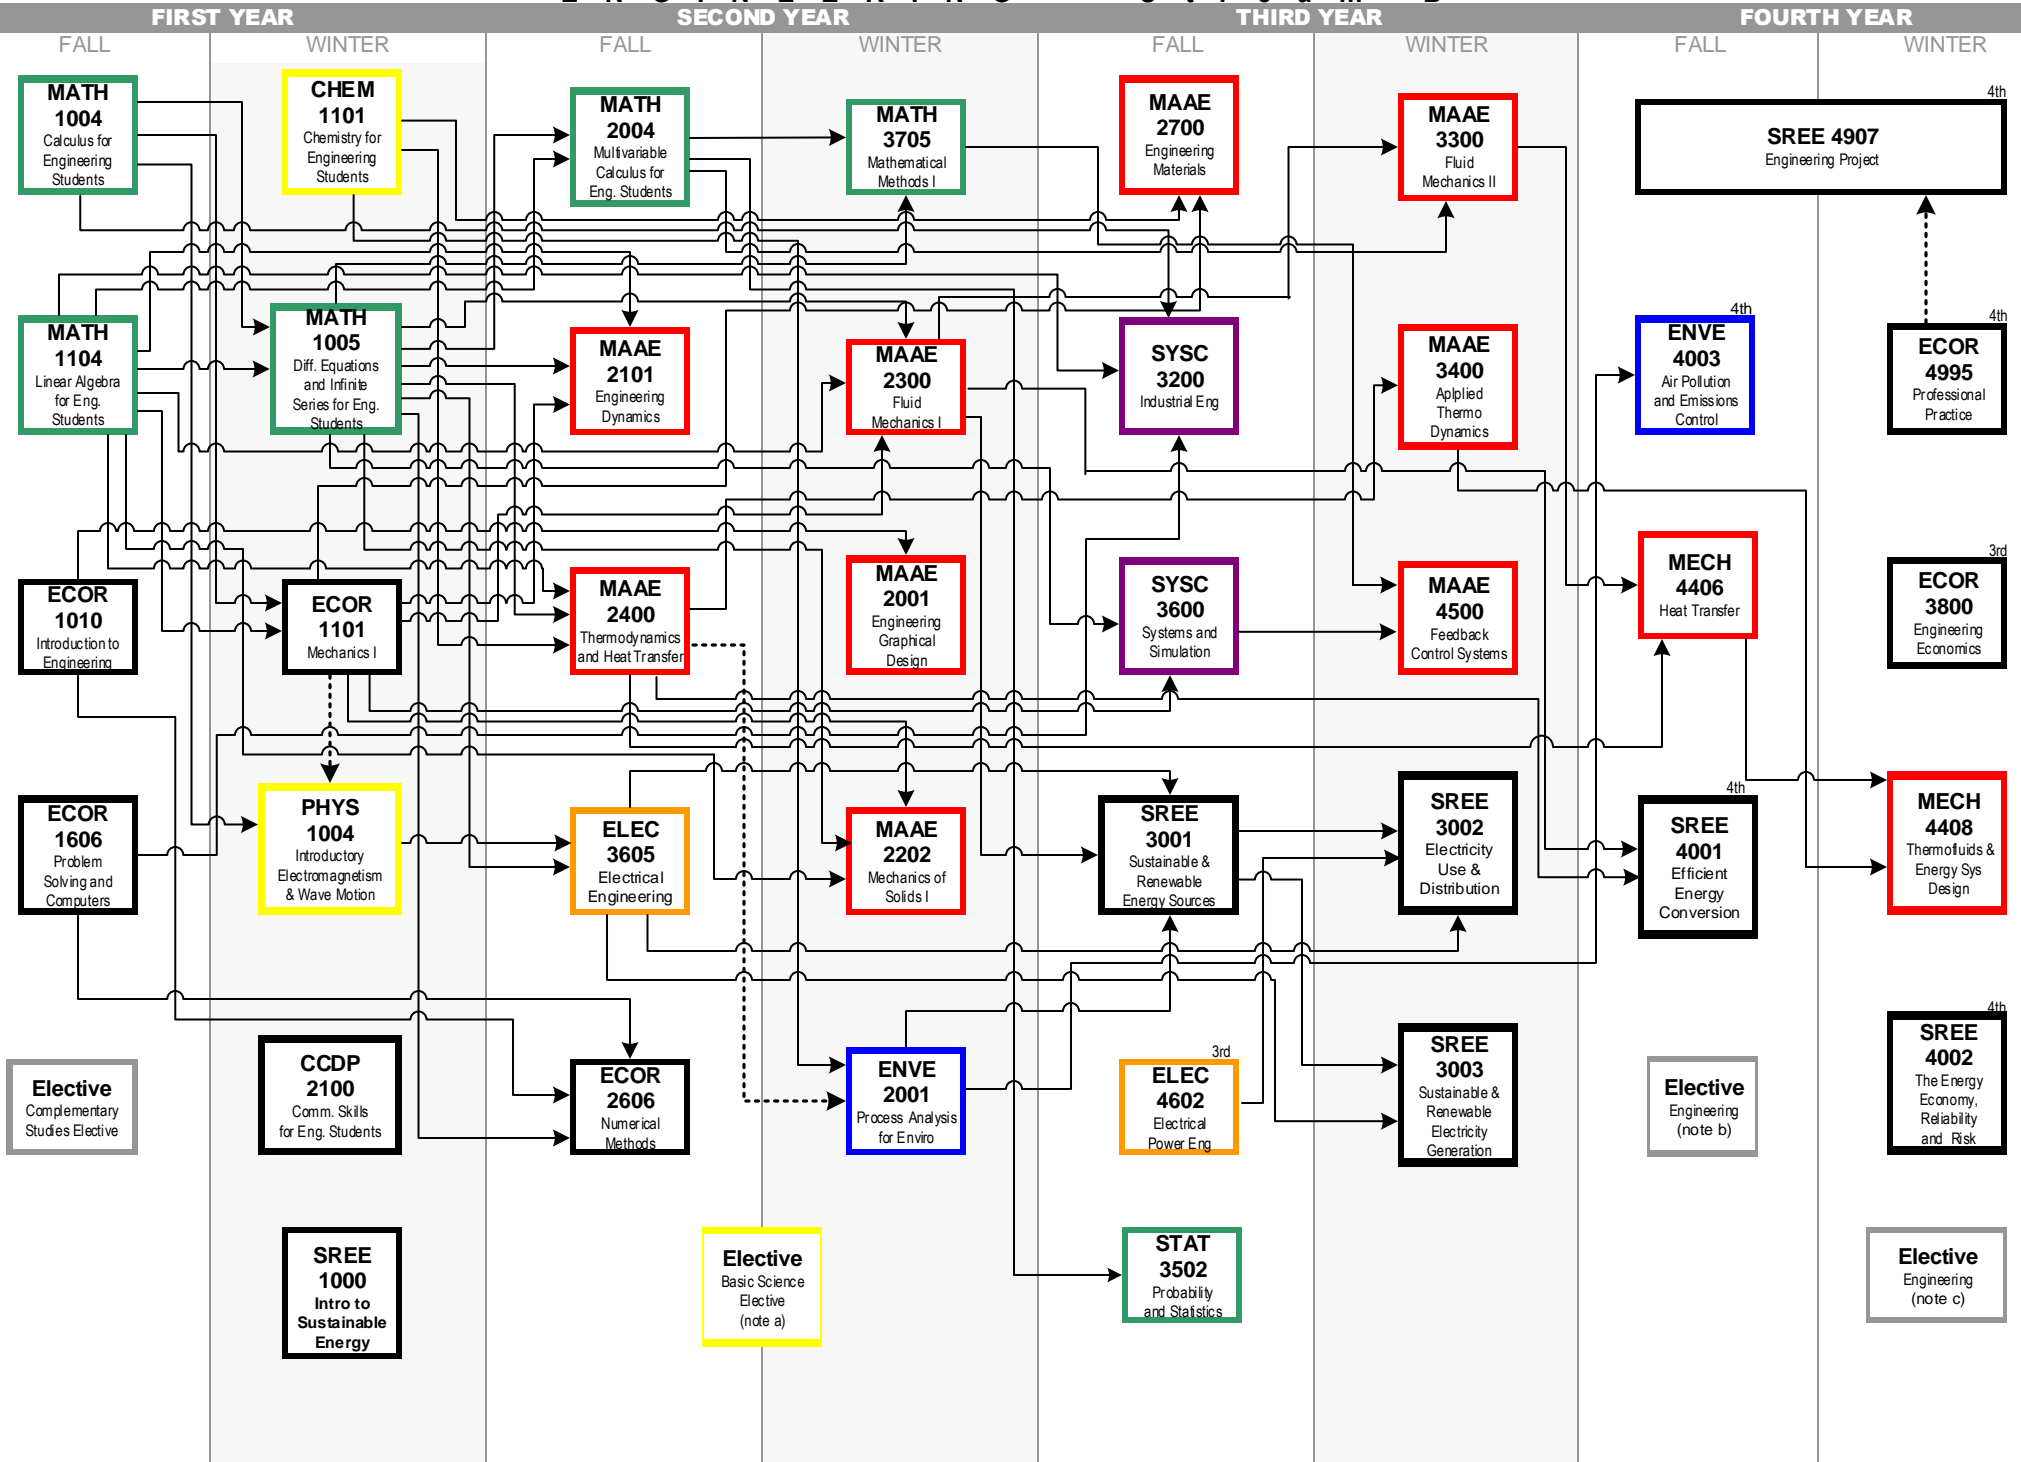 FIRST YEAR
SECOND YEAR
THIRD YEAR
FOURTH YEAR
FALL
WINTER
FALL
WINTER
FALL
WINTER
FALL
WINTER
MATH
1004
Calculus for
Engineering
Students
MATH
1104
Linear Algebra
for Eng.
Students
ECOR
1010
Introduction to
Engineering
ECOR
1606
Problem
Solving and
Computers
Elective
Complementary
Studies Elective
CHEM
1101
Chemistry for
Engineering
Students
MATH
1005
Diff. Equations
and Infinite
Series for Eng.
Students
ECOR
1101
Mechanics I
PHYS
1004
Introductory
Electromagnetism
& Wave Motion
CCDP
2100
Comm. Skills
for Eng. Students
SREE
1000
Intro to
Sustainable
Energy
MATH
2004
Multivariable
Calculus for
Eng. Students
MAAE
2101
Engineering
Dynamics
MAAE
2400
Thermodynamics
and Heat Transfer
ELEC
3605
Electrical
Engineering
ECOR
2606
Numerical
Methods
Elective
Basic Science
Elective
(note a)
MATH
3705
Mathematical
Methods I
MAAE
2300
Fluid
Mechanics I
MAAE
2001
Engineering
Graphical
Design
MAAE
2202
Mechanics of
Solids I
ENVE
2001
Process Analysis
for Enviro
MAAE
2700
Engineering
Materials
SYSC
3200
Industrial Eng
SYSC
3600
Systems and
Simulation
SREE
3001
Sustainable &
Renewable
Energy Sources
3rd
ELEC
4602
Electrical
Power Eng
STAT
3502
Probability
and Statistics
MAAE
3300
Fluid
Mechanics II
MAAE
3400
Aplplied
Thermo
Dynamics
MAAE
4500
Feedback
Control Systems
SREE
3002
Electricity
Use &
Distribution
SREE
3003
Sustainable &
Renewable
Electricity
Generation
4th
SREE 4907
Engineering Project
4th
ENVE
4003
Air Pollution
and Emissions
Control
MECH
4406
Heat Transfer
4th
SREE
4001
Efficient
Energy
Conversion
Elective
Engineering
(note b)
4th
ECOR
4995
Professional
Practice
3rd
ECOR
3800
Engineering
Economics
MECH
4408
Thermofluids &
Energy Sys
Design
4th
SREE
4002
The Energy
Economy,
Reliability
and Risk
Elective
Engineering
(note c)